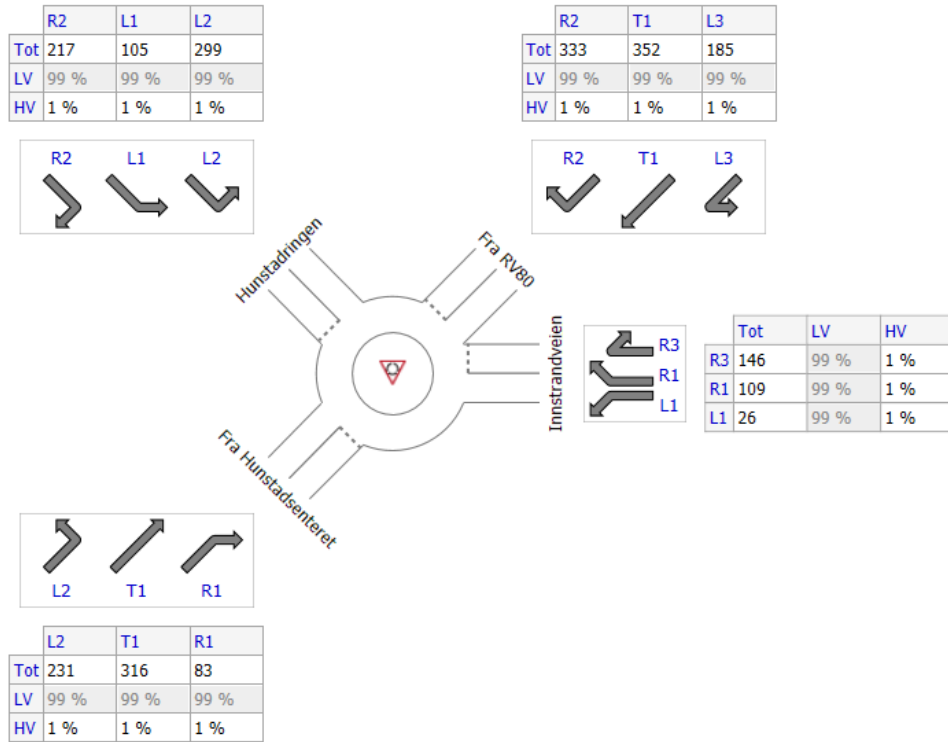 R2 L1 L2
Tot 217 105 299
LV 99 % 99 % 99 %
HV 1 % 1 % 1 %
R2 L1 L2
R2 T1 L3
Tot 333 352 185
LV 99 % 99 % 99 %
HV 1 % 1 % 1 %
R2 T1 L3
Hunstadringen
Fra RV80
Innstrandveien
R3
R1
L1
Tot LV HV
R3 146 99 % 1 %
R1 109 99 % 1 %
L1 26 99 % 1 %
Fra Hunstadsenteret
L2 T1 R1
L2 T1 R1
Tot 231 316 83
LV 99 % 99 % 99 %
HV 1 % 1 % 1 %